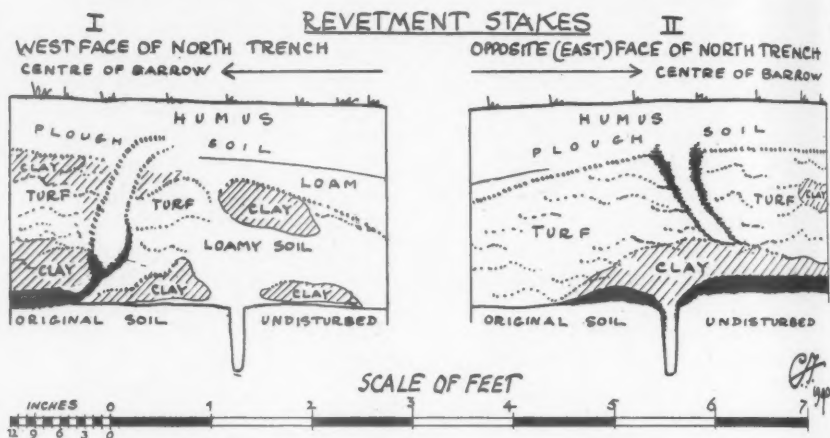 REVETMENT STAKES
I
WEST FACE OF NORTH TRENCH
CENTRE OF BARROW
HUMUS
PLOUGH SOIL
CLAY
LOAM
TURF
TURF
CLAY
LOAMY SOIL
CLAY
CLAY
CLAY
ORIGINAL SOIL UNDISTURBED
II
OPPOSITE (EAST) FACE OF NORTH TRENCH
CENTRE OF BARROW
HUMUS
PLOUGH SOIL
TURF
CLAY
TURF
CLAY
ORIGINAL SOIL UNDISTURBED
SCALE OF FEET
INCHES
12 9 6 3 0
0 1 2 3 4 5 6 7